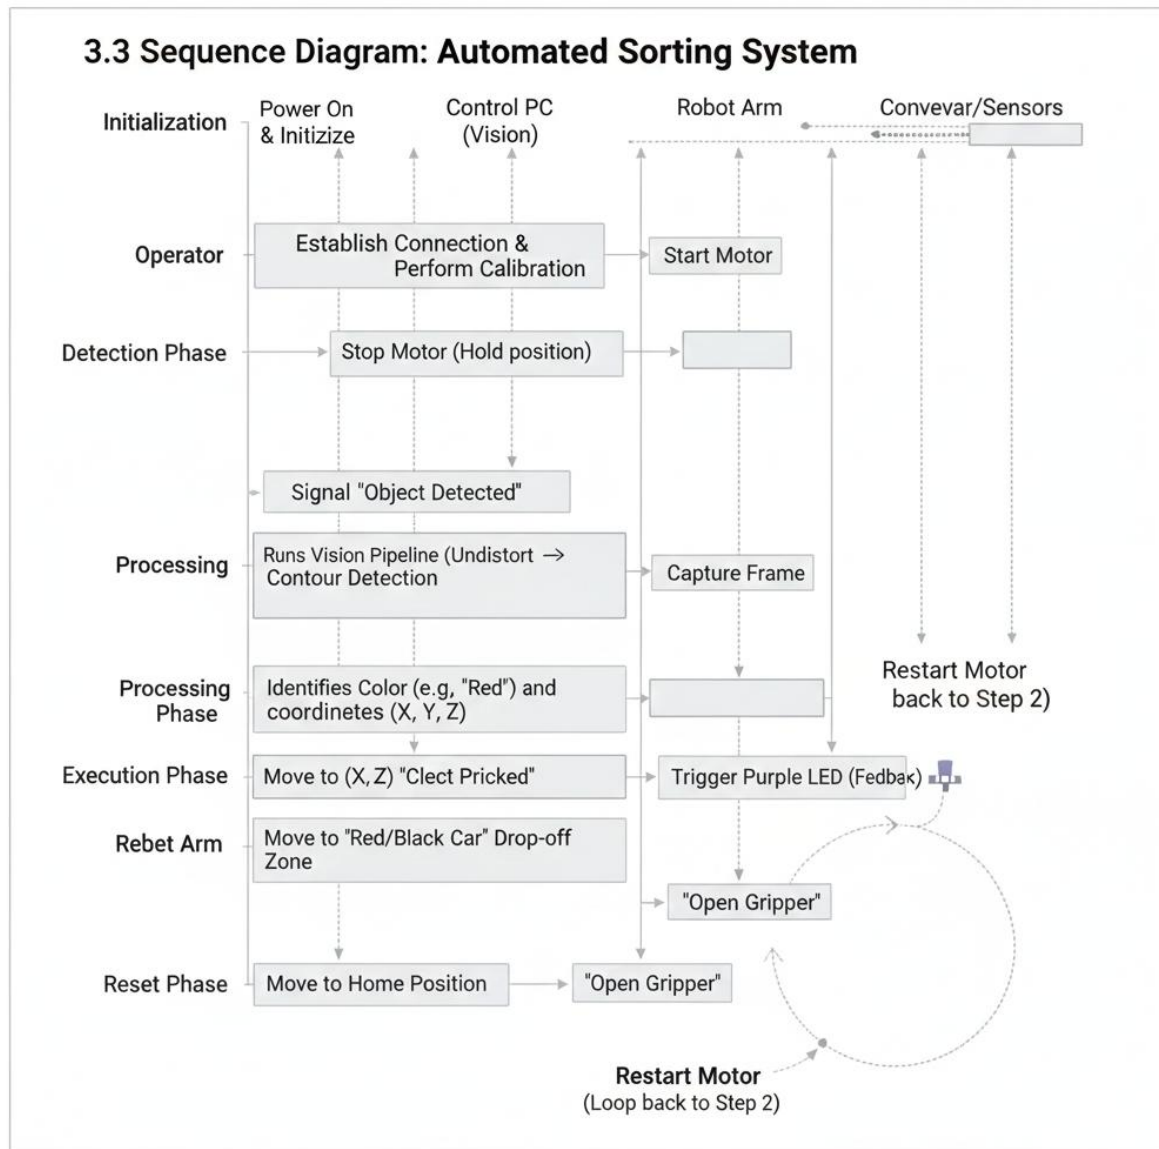 3.3 Sequence Diagram: Automated Sorting System
Initialization
Power On
& Initizize
Control PC
(Vision)
Robot Arm
Convevar/Sensors
Operator
Establish Connection &
Perform Calibration
Start Motor
Detection Phase
Stop Motor (Hold position)
Signal "Object Detected"
Processing
Runs Vision Pipeline (Undistort →
Contour Detection
Capture Frame
Processing
Phase
Identifies Color (e.g, "Red") and
coordinetes (X, Y, Z)
Restart Motor
back to Step 2)
Execution Phase
Move to (X, Z) "Clect Pricked"
Trigger Purple LED (Fedbaк)
Rebet Arm
Move to "Red/Black Car" Drop-off
Zone
"Open Gripper"
Reset Phase
Move to Home Position
"Open Gripper"
Restart Motor
(Loop back to Step 2)